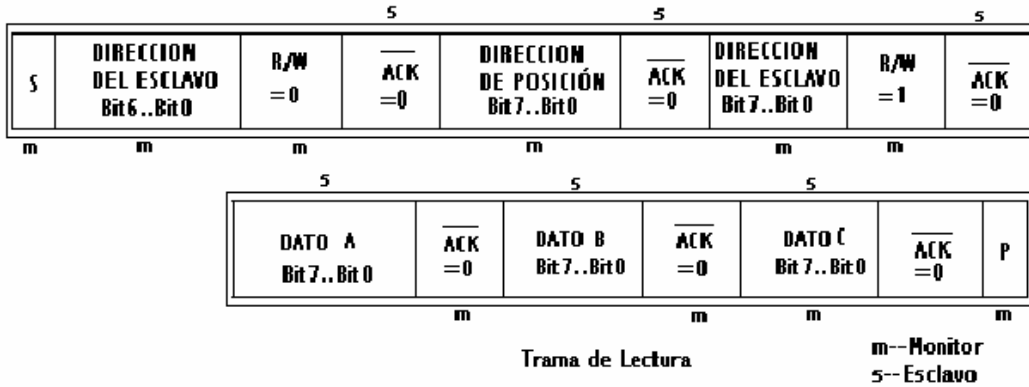 s s s
S
DIRECCION
DEL ESCLAVO
Bit6..Bit0
R/W
=0
ACK
=0
DIRECCION
DE POSICIÓN
Bit7..Bit0
ACK
=0
DIRECCION
DEL ESCLAVO
Bit7..Bit0
R/W
=1
ACK
=0
m m m m m m
s s s
DATO A
Bit7..Bit0
ACK
=0
DATO B
Bit7..Bit0
ACK
=0
DATO C
Bit7..Bit0
ACK
=0
P
m m m m
Trama de Lectura
m--Monitor
s--Esclavo